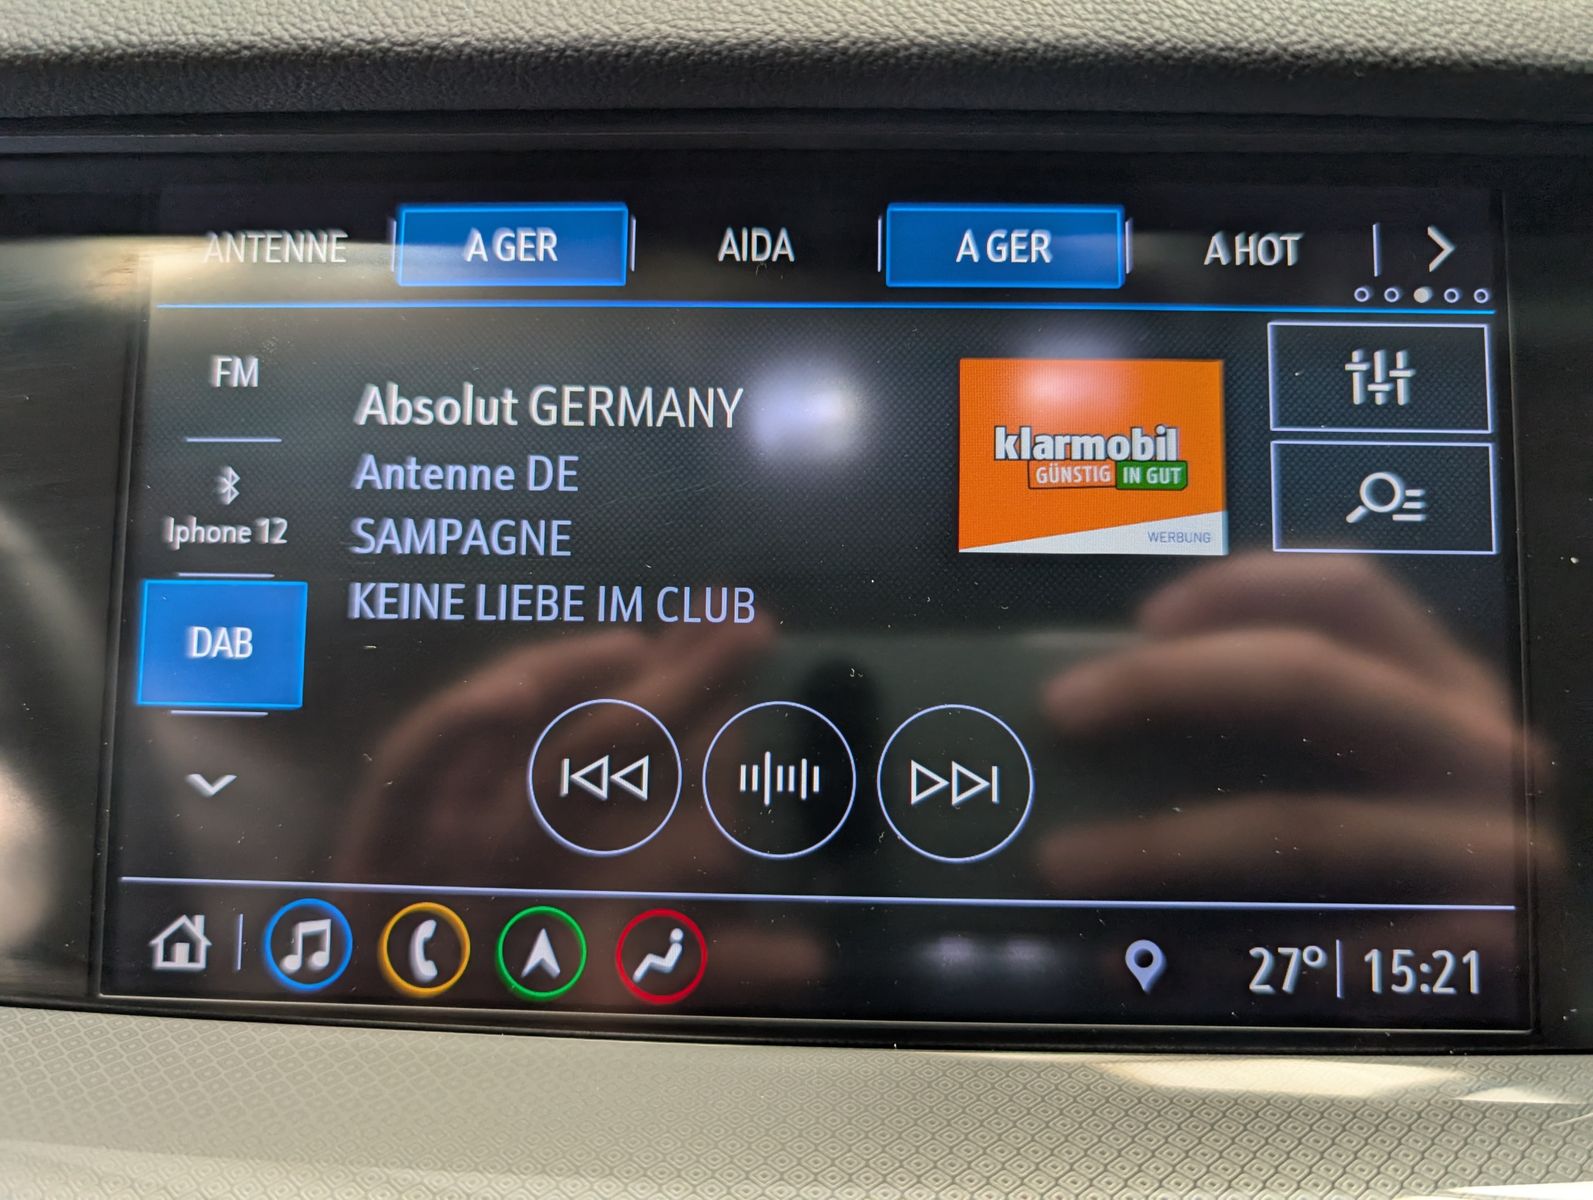 ANTENNE
A GER
AIDA
A GER
A HOT
FM
Iphone 12
DAB
Absolut GERMANY
Antenne DE
SAMPAGNE
KEINE LIEBE IM CLUB
klarmobil
GÜNSTIG IN GUT
WERBUNG
27° 15:21